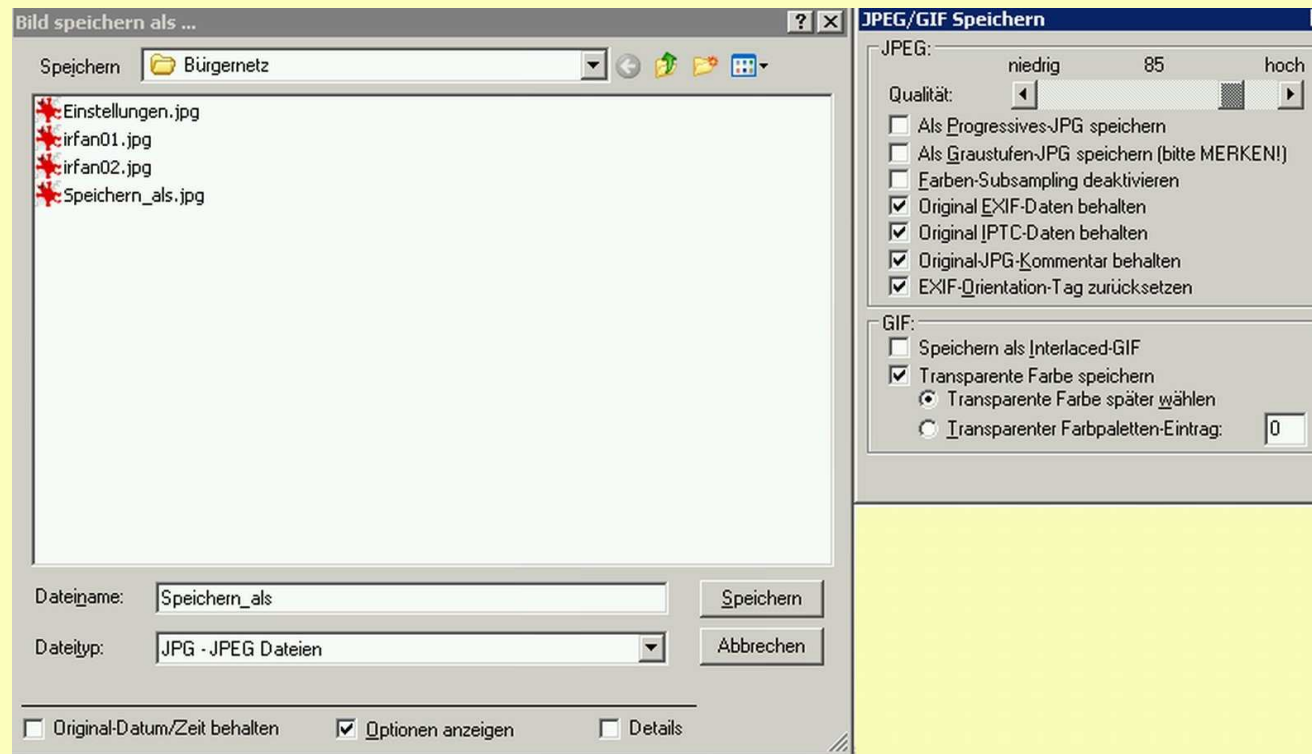 Bild speichern als ...
Speichern
Bürgernetz
Einstellungen.jpg
irfan01.jpg
irfan02.jpg
Speichern_als.jpg
Dateiname:
Speichern_als
Speichern
Dateityp:
JPG - JPEG Dateien
Abbrechen
Original-Datum/Zeit behalten
Optionen anzeigen
Details
JPEG/GIF Speichern
JPEG:
niedrig 85 hoch
Qualität:
Als Progressives-JPG speichern
Als Graustufen-JPG speichern (bitte MERKEN!)
Farben-Subsampling deaktivieren
Original EXIF-Daten behalten
Original IPTC-Daten behalten
Original-JPG-Kommentar behalten
EXIF-Orientation-Tag zurücksetzen
GIF:
Speichern als Interlaced-GIF
Transparente Farbe speichern
Transparente Farbe später wählen
Transparenter Farbpaletten-Eintrag: 0